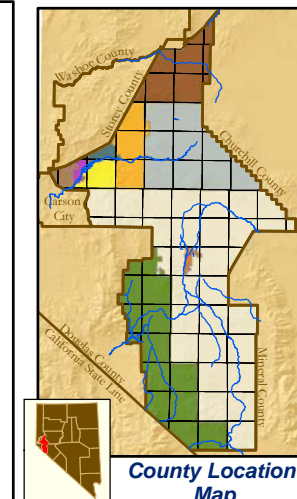 Washoe County
Storey County
Churchill County
Carson
City
Douglas County
California State Line
Mineral County
County Location
Map